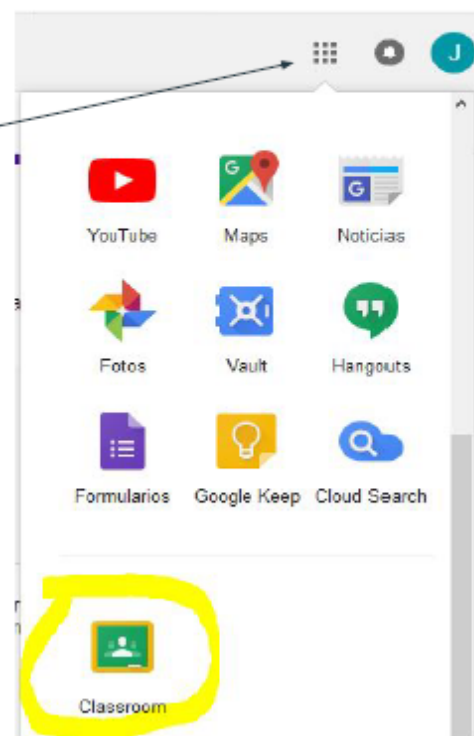 J
YouTube Maps Noticias
Fotos Vault Hangouts
Formularios Google Keep Cloud Search
Classroom